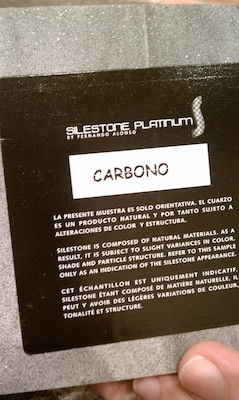 SILESTONE PLATINUM
BY FERNANDO ALONSO
CARBONO
LA PRESENTE MUESTRA ES SOLO ORIENTATIVA. EL CUARZO
ES UN PRODUCTO NATURAL Y POR TANTO SUJETO A
ALTERACIONES DE COLOR Y ESTRUCTURA.
SILESTONE IS COMPOSED OF NATURAL MATERIALS. AS A
RESULT, IT IS SUBJECT TO SLIGHT VARIANCES IN COLOR,
SHADE AND PARTICLE STRUCTURE. REFER TO THIS SAMPLE
ONLY AS AN INDICATION OF THE SILESTONE APPEARANCE.
CET ÉCHANTILLON EST UNIQUEMENT INDICATIF.
SILESTONE ÉTANT COMPOSÉ DE MATIÈRE NATURELLE, IL
PEUT Y AVOIR DES LÉGÈRES VARIATIONS DE COULEUR,
TONALITÉ ET STRUCTURE.